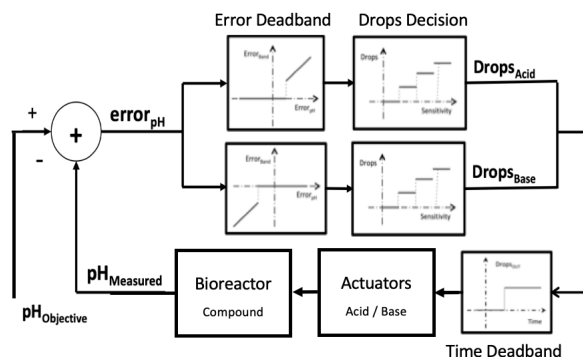 Error Deadband
Drops Decision
Error_Band
Error_pH
Drops
Sensitivity
Drops_Acid
+
error_pH
+
-
Error_Band
Error_pH
Drops
Sensitivity
Drops_Base
pH_Measured
Bioreactor
Compound
Actuators
Acid / Base
Time
pH_Objective
Time Deadband